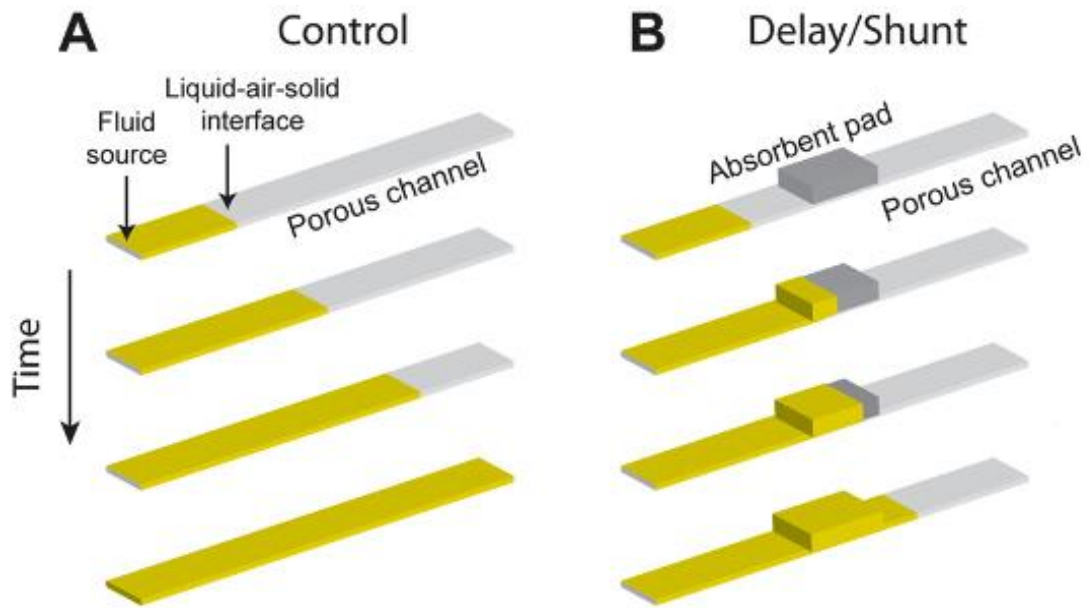 A
Control
Fluid
source
Liquid-air-solid
interface
Porous channel
Time
B
Delay/Shunt
Absorbent pad
Porous channel